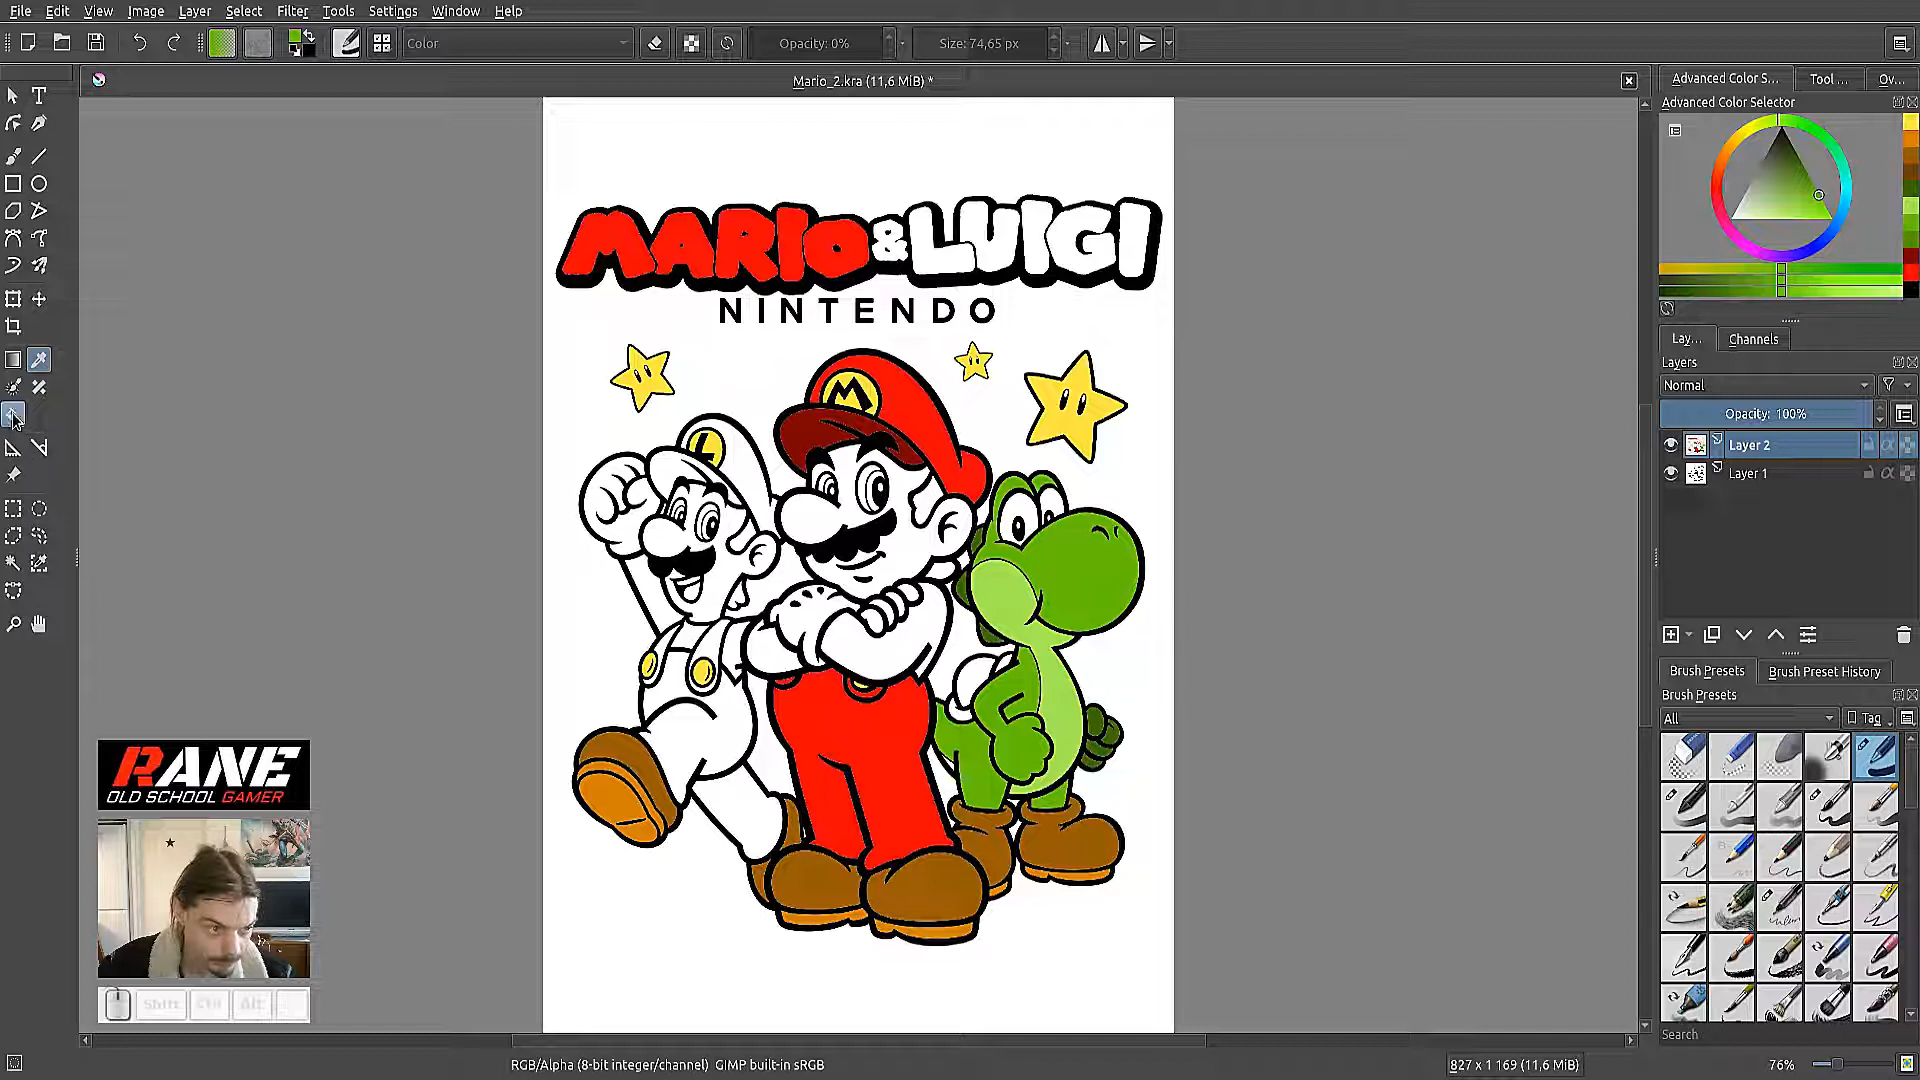 File Edit View Image Layer Select Filter Tools Settings Window Help
Color
Opacity: 0%
Size: 74,65 px
Mario_2.kra (11,6 MiB) *
Advanced Color S...
Tool ...
Ov...
Advanced Color Selector
MARIO & LUIGI
NINTENDO
M
L
Lay...
Channels
Layers
Normal
Opacity: 100%
Layer 2
Layer 1
Brush Presets
Brush Preset History
Brush Presets
All
Tag
RANE
OLD SCHOOL GAMER
Shift Ctrl Alt
Search
RGB/Alpha (8-bit integer/channel) GIMP built-in sRGB
827 x 1 169 (11,6 MiB)
76%